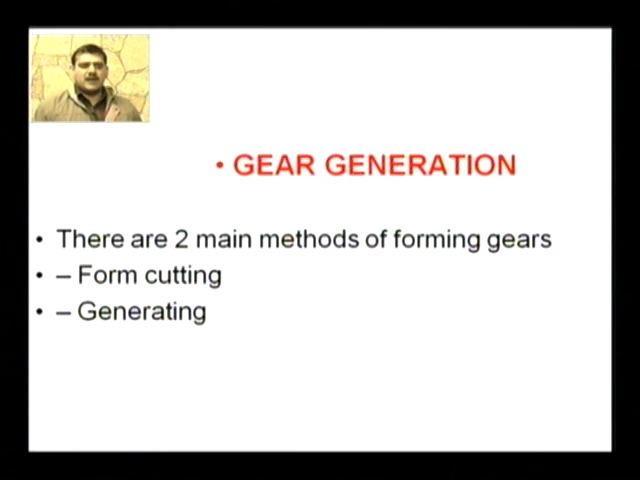 • GEAR GENERATION
• There are 2 main methods of forming gears
• – Form cutting
• – Generating